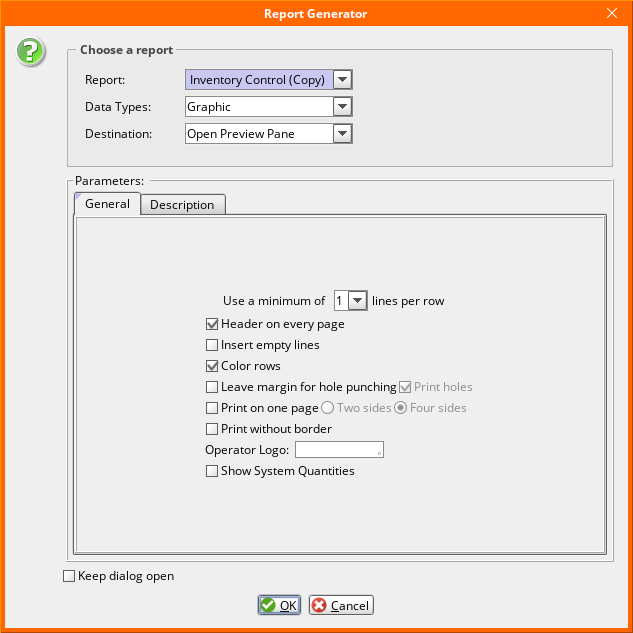 Report Generator
Choose a report
Report: Inventory Control (Copy)
Data Types: Graphic
Destination: Open Preview Pane
Parameters:
General Description
Use a minimum of 1 lines per row
Header on every page
Insert empty lines
Color rows
Leave margin for hole punching Print holes
Print on one page Two sides Four sides
Print without border
Operator Logo:
Show System Quantities
Keep dialog open
OK Cancel